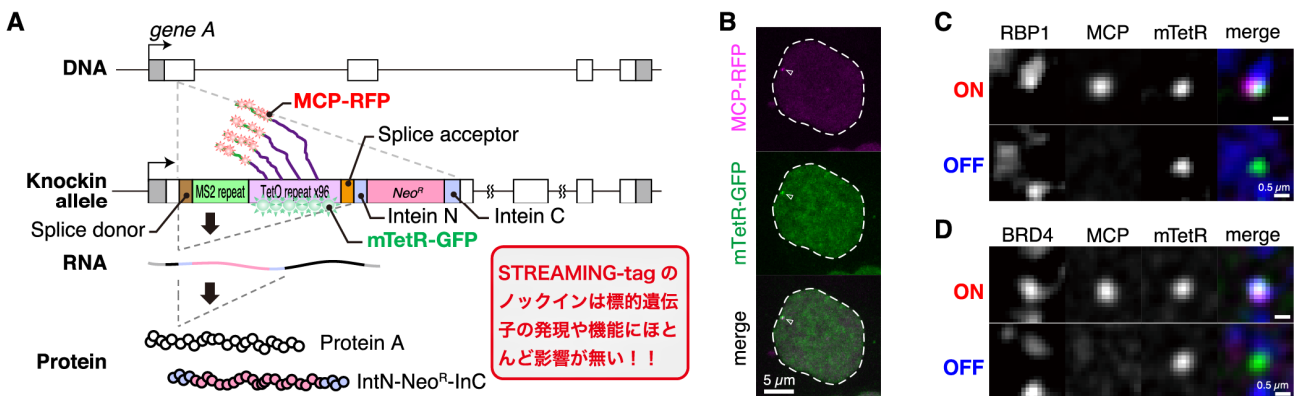 A
gene A
DNA
MCP-RFP
Splice acceptor
Knockin
allele
MS2 repeat
TetO repeat x96
Neo^R
Intein N
Intein C
Splice donor
mTetR-GFP
RNA
STREAMING-tag の
ノックインは標的遺伝
子の発現や機能にほと
んど影響が無い！！
Protein
Protein A
IntN-Neo^R-InC
B
MCP-RFP
mTetR-GFP
merge
5 µm
C
RBP1 MCP mTetR merge
ON
OFF
0.5 µm
D
BRD4 MCP mTetR merge
ON
OFF
0.5 µm